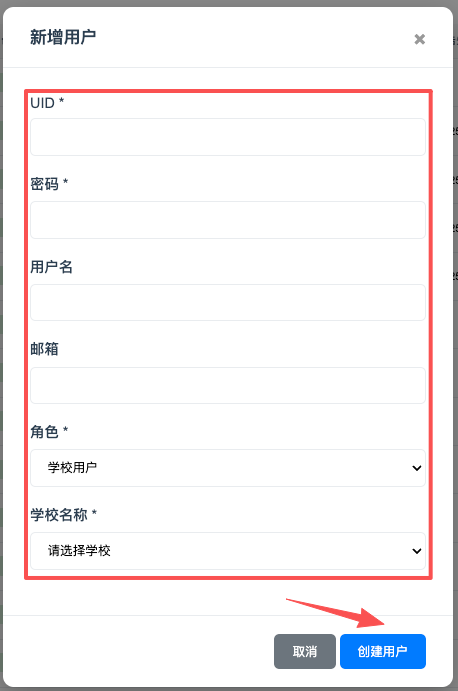 新增用户
×
UID *
密码 *
用户名
邮箱
角色 *
学校用户
学校名称 *
请选择学校
取消
创建用户